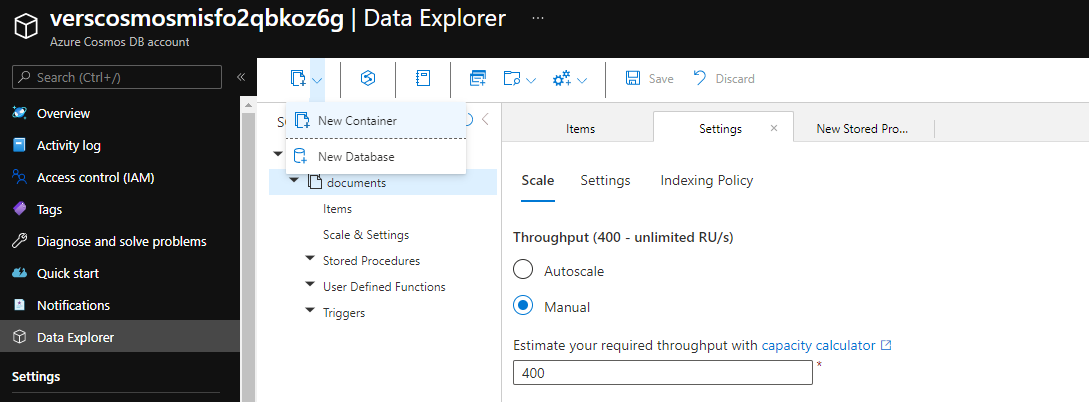 verscosmosmisfo2qbkoz6g | Data Explorer ...
Azure Cosmos DB account
Search (Ctrl+/)
«
Overview
Activity log
Access control (IAM)
Tags
Diagnose and solve problems
Quick start
Notifications
Data Explorer
Settings
Save
Discard
New Container
New Database
documents
Items
Scale & Settings
Stored Procedures
User Defined Functions
Triggers
Items
Settings
New Stored Pro...
Scale
Settings
Indexing Policy
Throughput (400 - unlimited RU/s)
Autoscale
Manual
Estimate your required throughput with capacity calculator
400 *